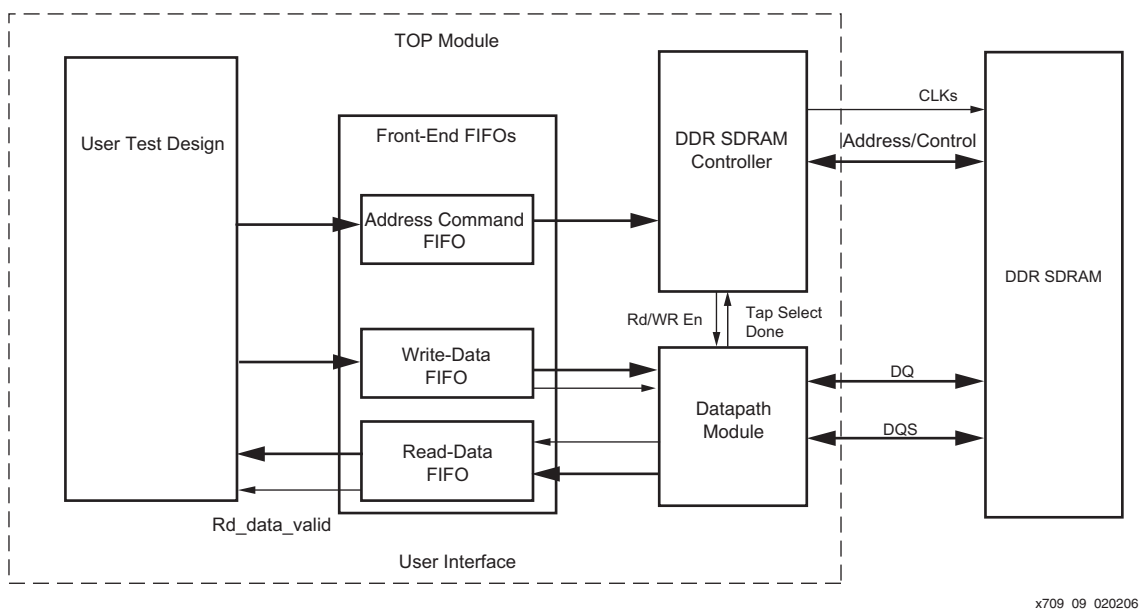 TOP Module
User Test Design
Front-End FIFOs
Address Command
FIFO
Write-Data
FIFO
Read-Data
FIFO
Rd_data_valid
User Interface
DDR SDRAM
Controller
Rd/WR En
Tap Select
Done
Datapath
Module
CLKs
Address/Control
DQ
DQS
DDR SDRAM
x709_09_020206